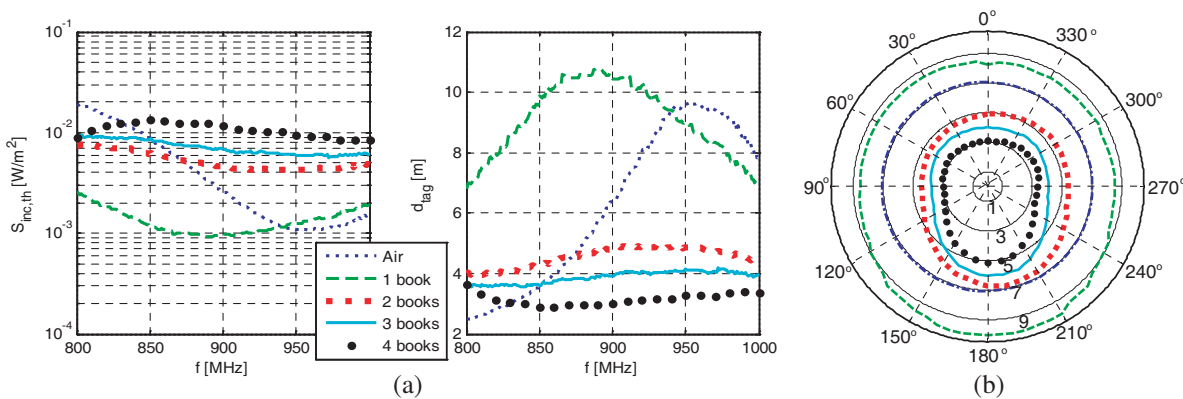 10⁻¹
10⁻²
10⁻³
10⁻⁴
S_inc,th [W/m²]
800 850 900 950
f [MHz]
12
10
8
6
4
2
d_tag [m]
800 850 900 950 1000
f [MHz]
Air
1 book
2 books
3 books
4 books
(a)
0°
30°
60°
90°
120°
150°
180°
210°
240°
270°
300°
330°
1
3
5
7
9
(b)